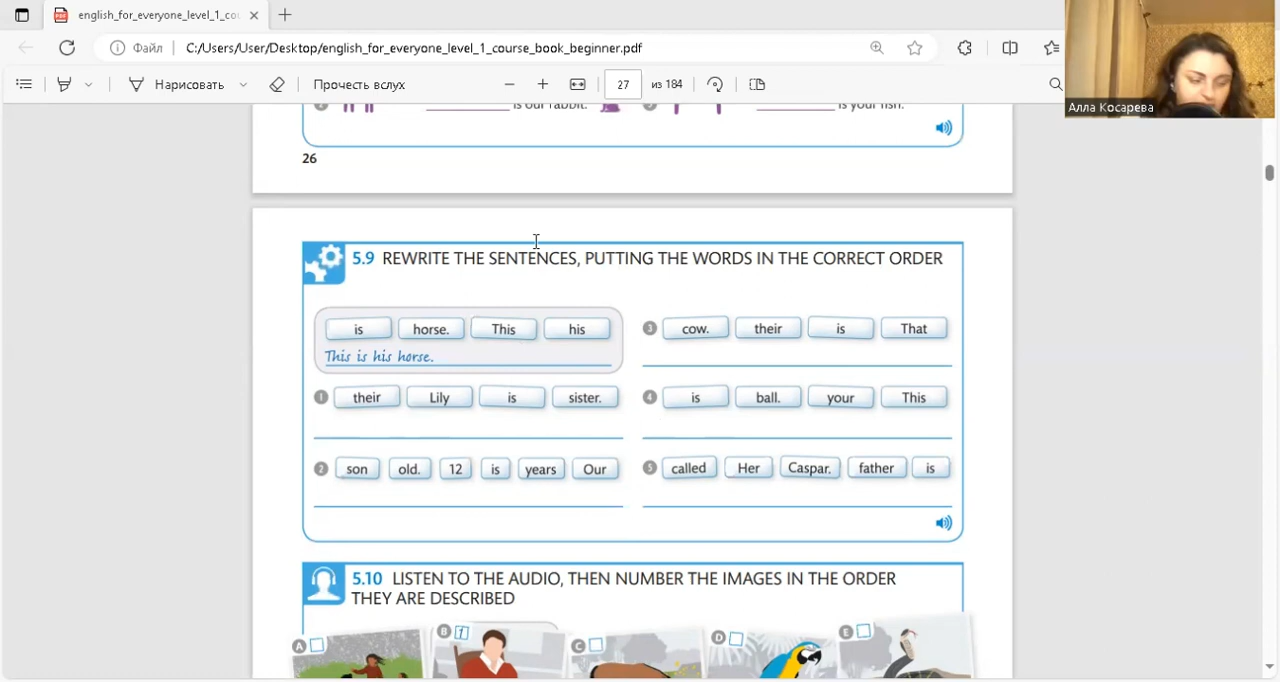 english_for_everyone_level_1_co
Файл C:/Users/User/Desktop/english_for_everyone_level_1_course_book_beginner.pdf
Нарисовать Прочесть вслух 27 из 184
Алла Косарева
is our rabbit. is your fish.
26
5.9 REWRITE THE SENTENCES, PUTTING THE WORDS IN THE CORRECT ORDER
is horse. This his
This is his horse.
3 cow. their is That
1 their Lily is sister.
4 is ball. your This
2 son old. 12 is years Our
5 called Her Caspar. father is
5.10 LISTEN TO THE AUDIO, THEN NUMBER THE IMAGES IN THE ORDER
THEY ARE DESCRIBED
A B 1 C D E